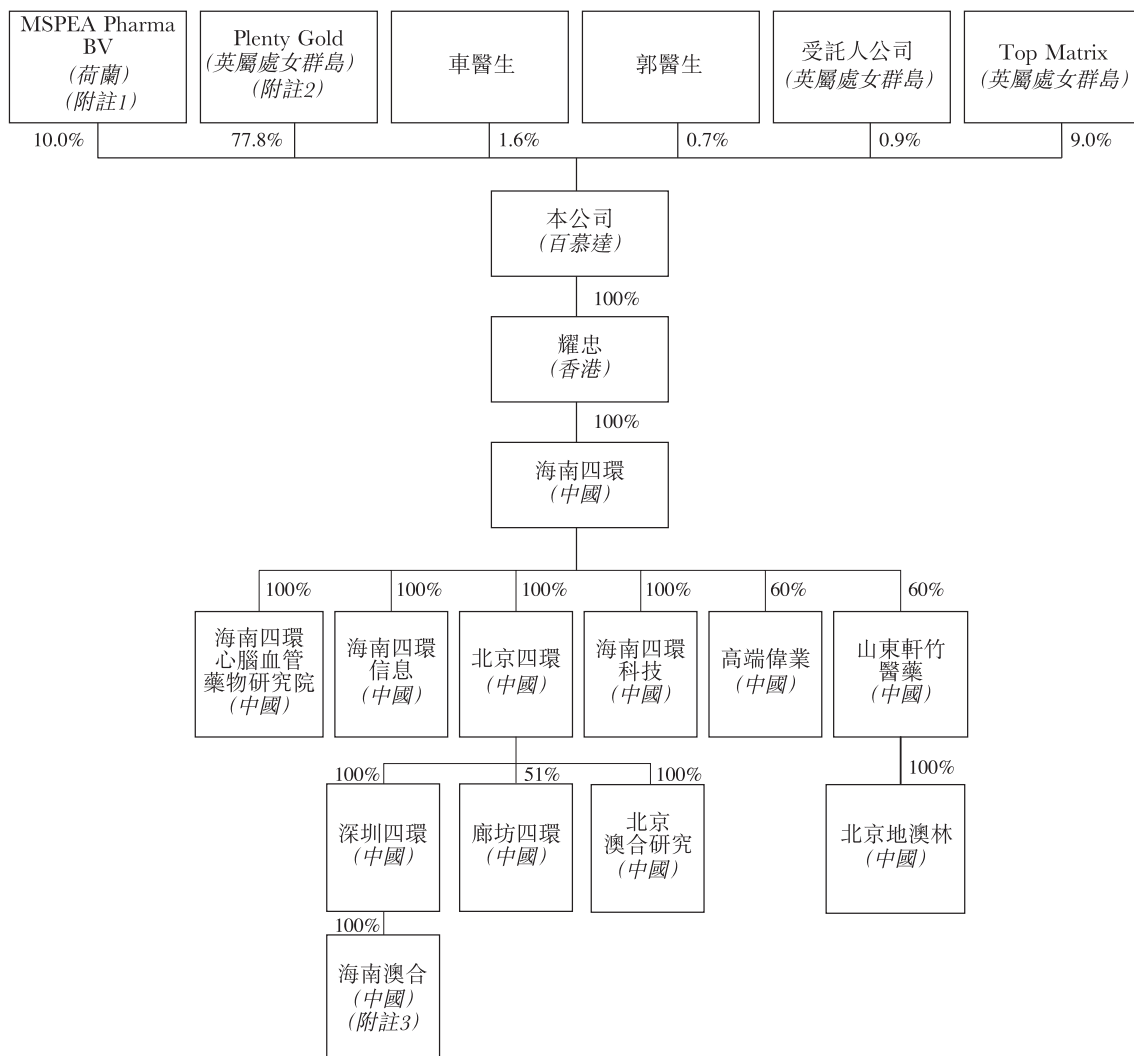 MSPEA Pharma
BV
(荷蘭)
(附註1)
Plenty Gold
(英屬處女群島)
(附註2)
車醫生
郭醫生
受託人公司
(英屬處女群島)
Top Matrix
(英屬處女群島)
10.0%
77.8%
1.6%
0.7%
0.9%
9.0%
本公司
(百慕達)
100%
耀忠
(香港)
100%
海南四環
(中國)
100%
100%
100%
100%
60%
60%
海南四環
心腦血管
藥物研究院
(中國)
海南四環
信息
(中國)
北京四環
(中國)
海南四環
科技
(中國)
高端偉業
(中國)
山東軒竹
醫藥
(中國)
100%
51%
100%
100%
深圳四環
(中國)
廊坊四環
(中國)
北京
澳合研究
(中國)
北京地澳林
(中國)
100%
海南澳合
(中國)
(附註3)